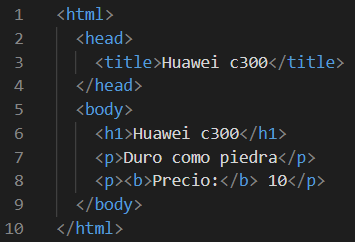 1 <html>
2 <head>
3 <title>Huawei c300</title>
4 </head>
5 <body>
6 <h1>Huawei c300</h1>
7 <p>Duro como piedra</p>
8 <p><b>Precio:</b> 10</p>
9 </body>
10 </html>